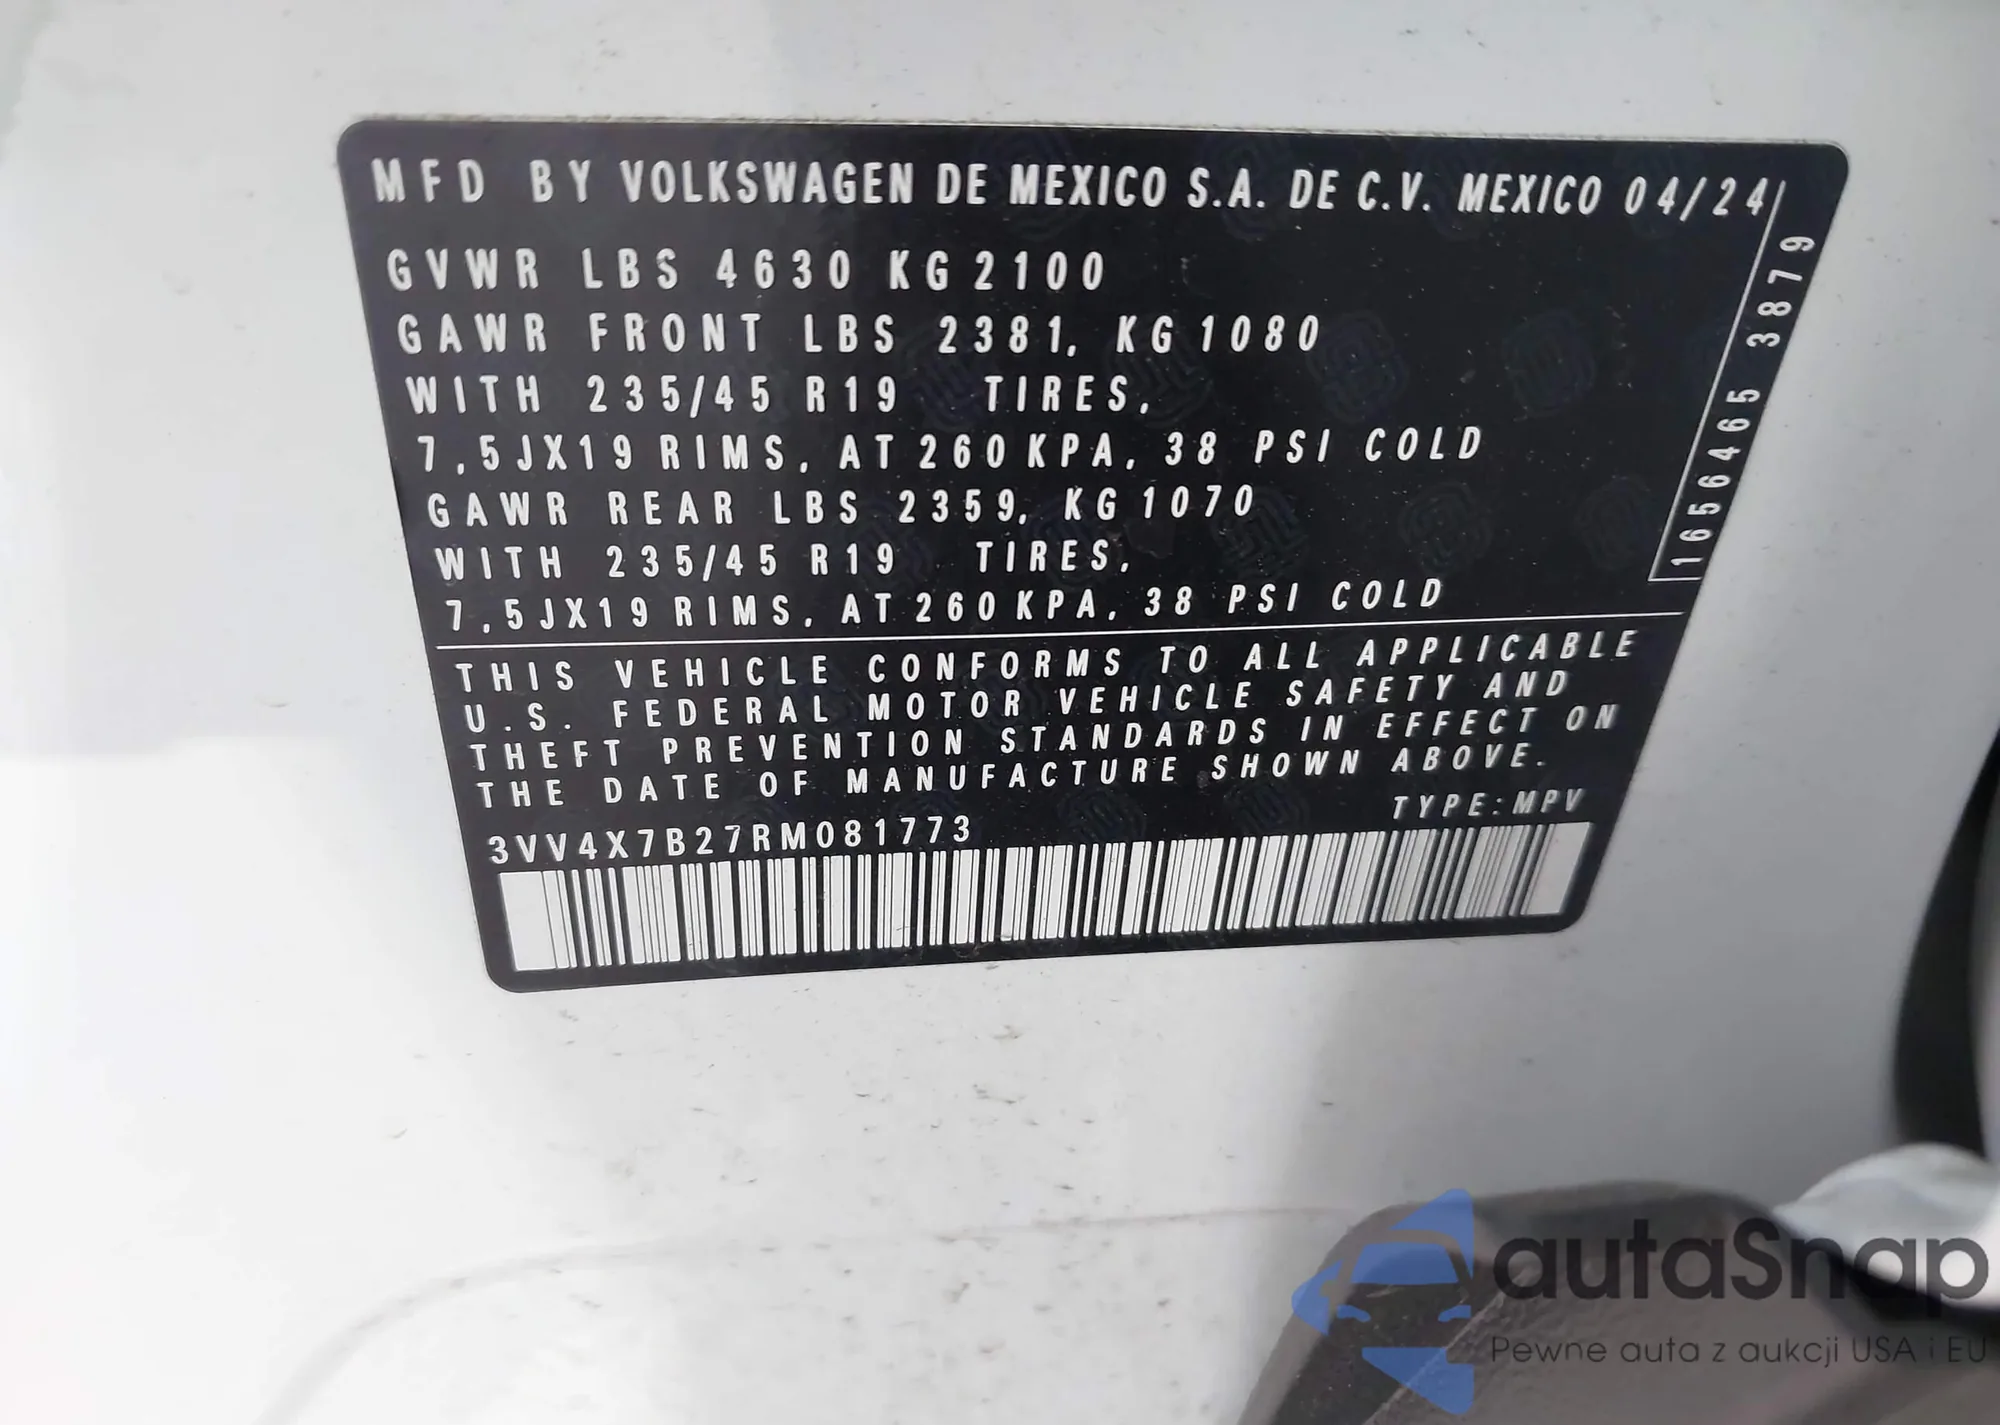 MFD BY VOLKSWAGEN DE MEXICO S.A. DE C.V. MEXICO 04/24
GVWR LBS 4630 KG 2100
GAWR FRONT LBS 2381, KG 1080
WITH 235/45 R19 TIRES,
7,5JX19 RIMS, AT 260 KPA, 38 PSI COLD
GAWR REAR LBS 2359, KG 1070
WITH 235/45 R19 TIRES,
7,5JX19 RIMS, AT 260 KPA, 38 PSI COLD
1656465 3879
THIS VEHICLE CONFORMS TO ALL APPLICABLE
U.S. FEDERAL MOTOR VEHICLE SAFETY AND
THEFT PREVENTION STANDARDS IN EFFECT ON
THE DATE OF MANUFACTURE SHOWN ABOVE.
TYPE: MPV
3VV4X7B27RM081773
autaSnap
Pewne auta z aukcji USA i EU